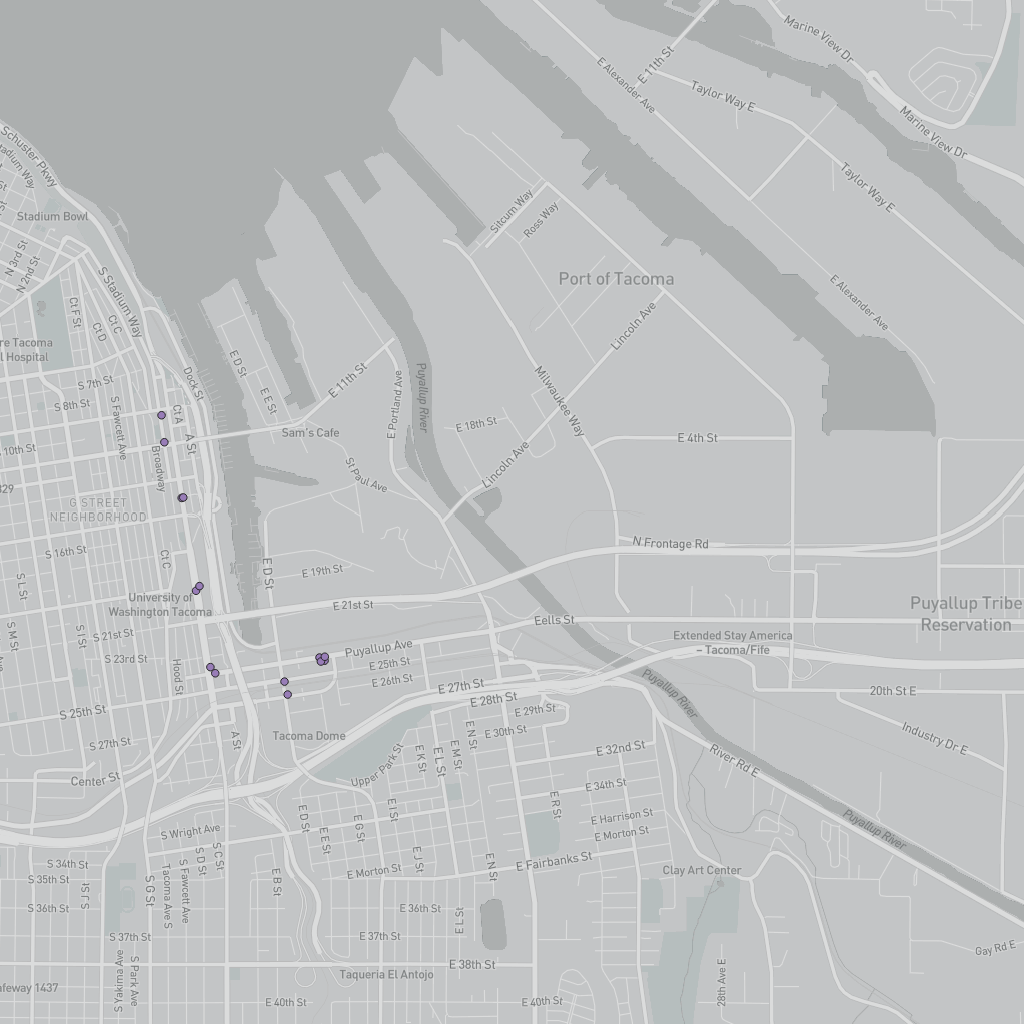 Marine View Dr
E 11th St
E Alexander Ave
Taylor Way E
Marine View Dr
Schuster Pkwy
Stadium Way
Taylor Way E
Sitcum Way
Ross Way
Stadium Bowl
N 3rd St
N 2nd St
S Stadium Way
Port of Tacoma
E Alexander Ave
Ct F St
Ct D
Ct C
Lincoln Ave
re Tacoma
l Hospital
E D St
E E St
Dock St
S 7th St
E 11th St
Puyallup River
Milwaukee Way
S 8th St
S Fawcett Ave
Ct A
A St
E Portland Ave
E 18th St
Sam's Cafe
E 4th St
10th St
Broadway
Lincoln Ave
St Paul Ave
329
G STREET
NEIGHBORHOOD
S 16th St
N Frontage Rd
Ct C
E D St
E 19th St
S L St
University of
Washington Tacoma
E 21st St
Puyallup Tribe
Reservation
Eells St
S M St
S I St
S 21st St
Extended Stay America
– Tacoma/Fife
Puyallup Ave
S 23rd St
E 25th St
Hood St
E 26th St
E 27th St
Puyallup River
20th St E
E 28th St
S 25th St
E 29th St
A St
Tacoma Dome
E N St
E 30th St
Industry Dr E
S 27th St
E 32nd St
E K St
E L St
E M St
Upper Park St
River Rd E
Center St
E 34th St
E I St
E R St
E Harrison St
S Wright Ave
E D St
E E St
E G St
E Morton St
Puyallup River
S D St
S C St
E J St
E Fairbanks St
S 34th St
S 35th St
E Morton St
Clay Art Center
S J St
S G St
Tacoma Ave S
S Fawcett Ave
E B St
E N St
S 36th St
E 36th St
E L St
S 37th St
E 37th St
Gay Rd E
S Yakima Ave
S Park Ave
E 38th St
Taqueria El Antojo
28th Ave E
afeway 1437
E 40th St
E 40th St